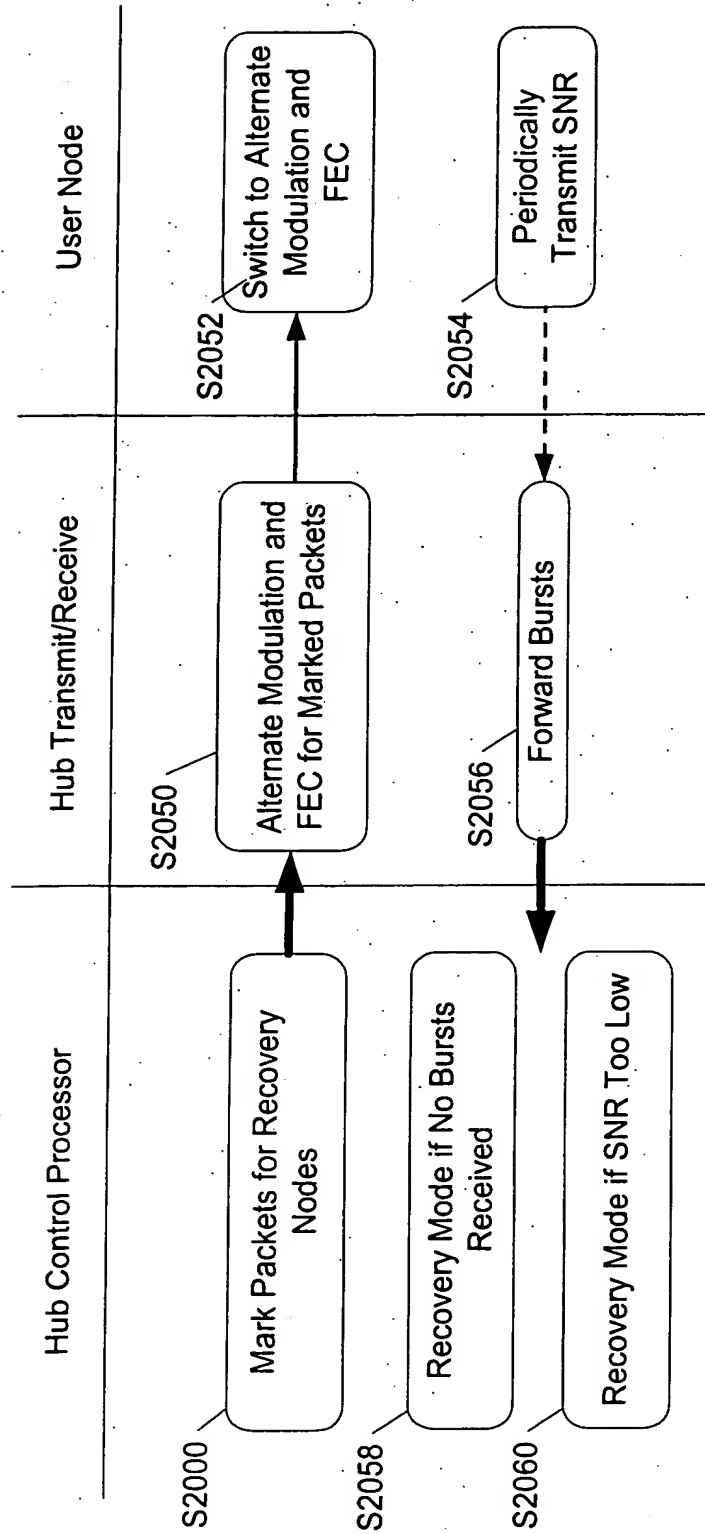 Hub Control Processor
Hub Transmit/Receive
User Node
S2000
Mark Packets for Recovery
Nodes
S2050
Alternate Modulation and
FEC for Marked Packets
S2052
Switch to Alternate
Modulation and
FEC
S2058
Recovery Mode if No Bursts
Received
S2056
Forward Bursts
S2054
Periodically
Transmit SNR
S2060
Recovery Mode if SNR Too Low